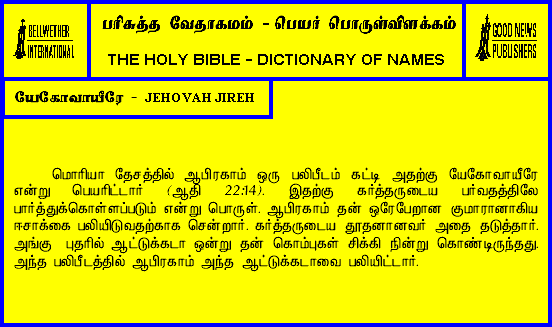 BELLWETHER
INTERNATIONAL
பரிசுத்த வேதாகமம் - பெயர் பொருள்விளக்கம்
THE HOLY BIBLE - DICTIONARY OF NAMES
GOOD NEWS
PUBLISHERS
யேகோவாயீரே - JEHOVAH JIREH
மொரியா தேசத்தில் ஆபிரகாம் ஒரு பலிபீடம் கட்டி அதற்கு யேகோவாயீரே
என்று பெயரிட்டார் (ஆதி 22:14). இதற்கு கர்த்தருடைய பர்வதத்திலே
பார்த்துக்கொள்ளப்படும் என்று பொருள். ஆபிரகாம் தன் ஒரேபேறான குமாரனாகிய
ஈசாக்கை பலியிடுவதற்காக சென்றார். கர்த்தருடைய தூதனானவர் அதை தடுத்தார்.
அங்கு புதரில் ஆட்டுக்கடா ஒன்று தன் கொம்புகள் சிக்கி நின்று கொண்டிருந்தது.
அந்த பலிபீடத்தில் ஆபிரகாம் அந்த ஆட்டுக்கடாவை பலியிட்டார்.